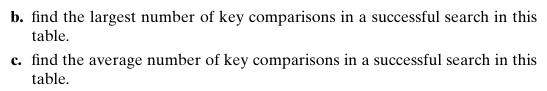 b. find the largest number of key comparisons in a successful search in this
table.
c. find the average number of key comparisons in a successful search in this
table.